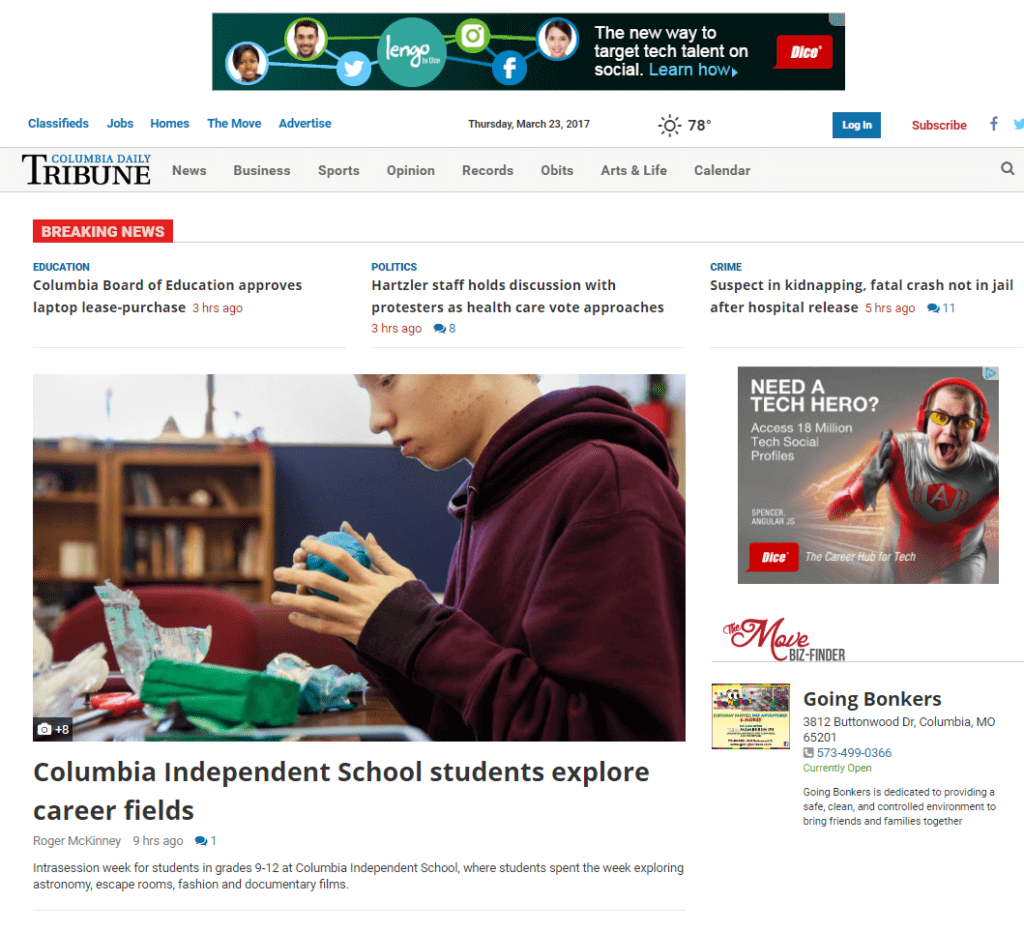 lengo
by Dice
The new way to
target tech talent on
social. Learn how
Dice
Classifieds Jobs Homes The Move Advertise
Thursday, March 23, 2017
78°
Log In
Subscribe
COLUMBIA DAILY
TRIBUNE
News Business Sports Opinion Records Obits Arts & Life Calendar
BREAKING NEWS
EDUCATION
Columbia Board of Education approves
laptop lease-purchase 3 hrs ago
POLITICS
Hartzler staff holds discussion with
protesters as health care vote approaches
3 hrs ago 8
CRIME
Suspect in kidnapping, fatal crash not in jail
after hospital release 5 hrs ago 11
+8
Columbia Independent School students explore
career fields
Roger McKinney 9 hrs ago 1
Intrasession week for students in grades 9-12 at Columbia Independent School, where students spent the week exploring
astronomy, escape rooms, fashion and documentary films.
NEED A
TECH HERO?
Access 18 Million
Tech Social
Profiles
SPENCER,
ANGULAR JS
A
Dice The Career Hub for Tech
The Move
BIZ-FINDER
Going Bonkers
3812 Buttonwood Dr, Columbia, MO
65201
573-499-0366
Currently Open
Going Bonkers is dedicated to providing a
safe, clean, and controlled environment to
bring friends and families together